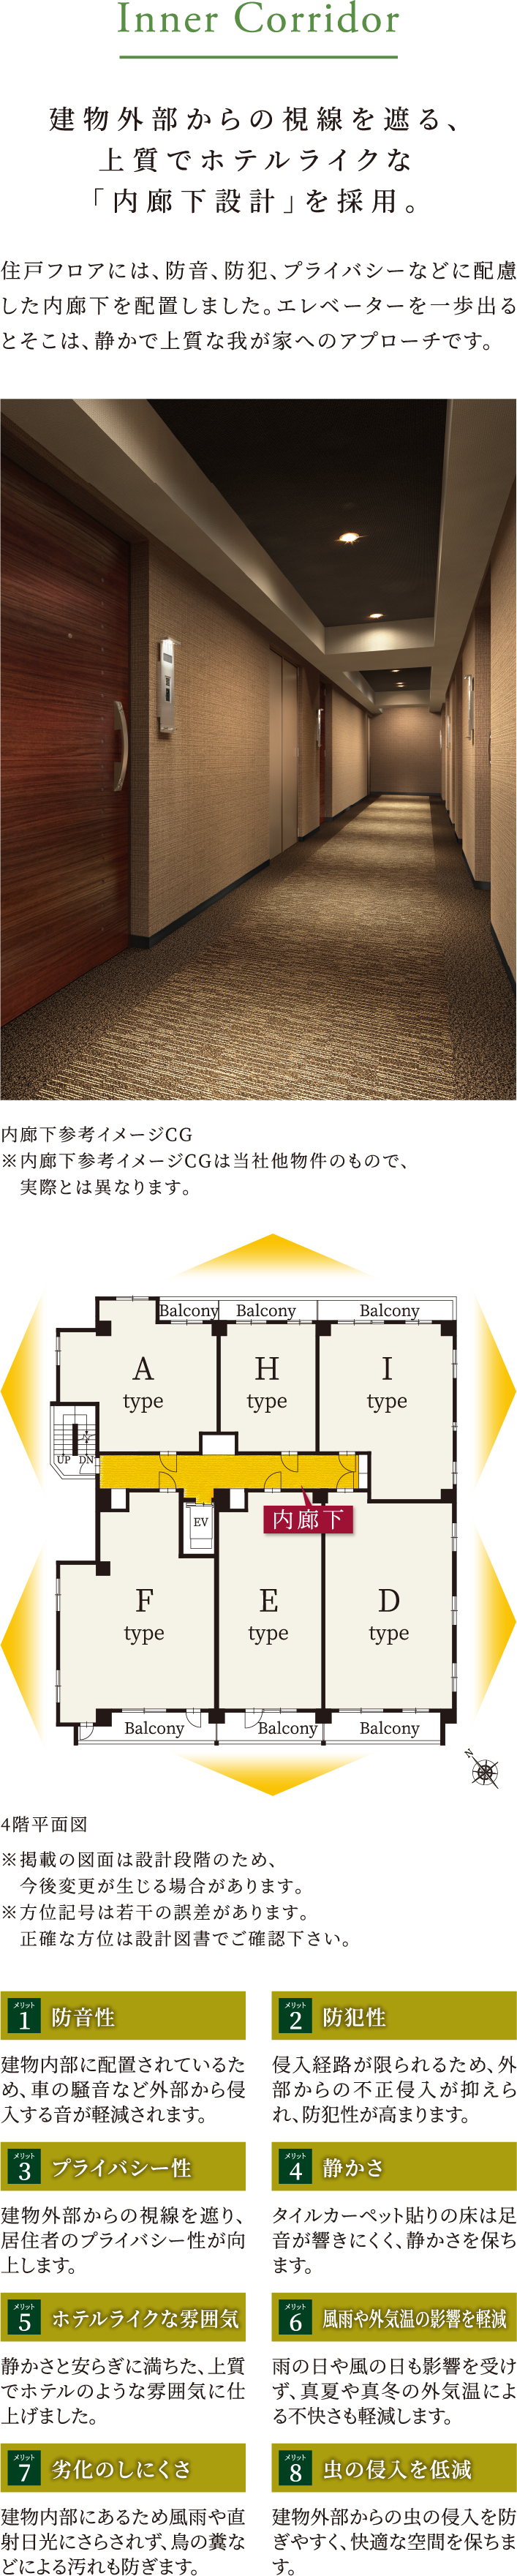 Inner Corridor
建物外部からの視線を遮る、
上質でホテルライクな
「内廊下設計」を採用。
住戸フロアには、防音、防犯、プライバシーなどに配慮
した内廊下を配置しました。エレベーターを一歩出る
とそこは、静かで上質な我が家へのアプローチです。
内廊下参考イメージCG
※内廊下参考イメージCGは当社他物件のもので、
実際とは異なります。
Balcony Balcony Balcony
A type
H type
I type
UP DN
EV
内廊下
F type
E type
D type
Balcony Balcony Balcony
N
4階平面図
※掲載の図面は設計段階のため、
今後変更が生じる場合があります。
※方位記号は若干の誤差があります。
正確な方位は設計図書でご確認下さい。
メリット1 防音性
建物内部に配置されているた
め、車の騒音など外部から侵
入する音が軽減されます。
メリット2 防犯性
侵入経路が限られるため、外
部からの不正侵入が抑えら
れ、防犯性が高まります。
メリット3 プライバシー性
建物外部からの視線を遮り、
居住者のプライバシー性が向
上します。
メリット4 静かさ
タイルカーペット貼りの床は足
音が響きにくく、静かさを保ち
ます。
メリット5 ホテルライクな雰囲気
静かさと安らぎに満ちた、上質
でホテルのような雰囲気に仕
上げました。
メリット6 風雨や外気温の影響を軽減
雨の日や風の日も影響を受け
ず、真夏や真冬の外気温によ
る不快さも軽減します。
メリット7 劣化のしにくさ
建物内部にあるため風雨や直
射日光にさらされず、鳥の糞な
どによる汚れも防ぎます。
メリット8 虫の侵入を低減
建物外部からの虫の侵入を防
ぎやすく、快適な空間を保ちま
す。